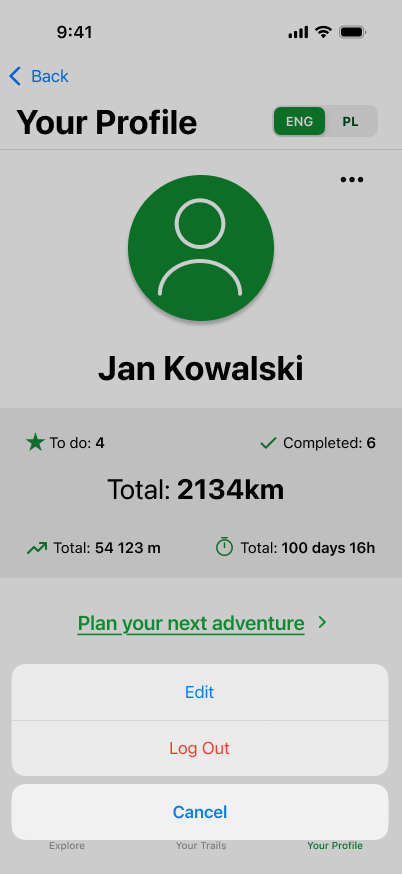 9:41
Back
Your Profile
ENG PL
Jan Kowalski
To do: 4
Completed: 6
Total: 2134km
Total: 54 123 m
Total: 100 days 16h
Plan your next adventure
Edit
Log Out
Cancel
Explore
Your Trails
Your Profile